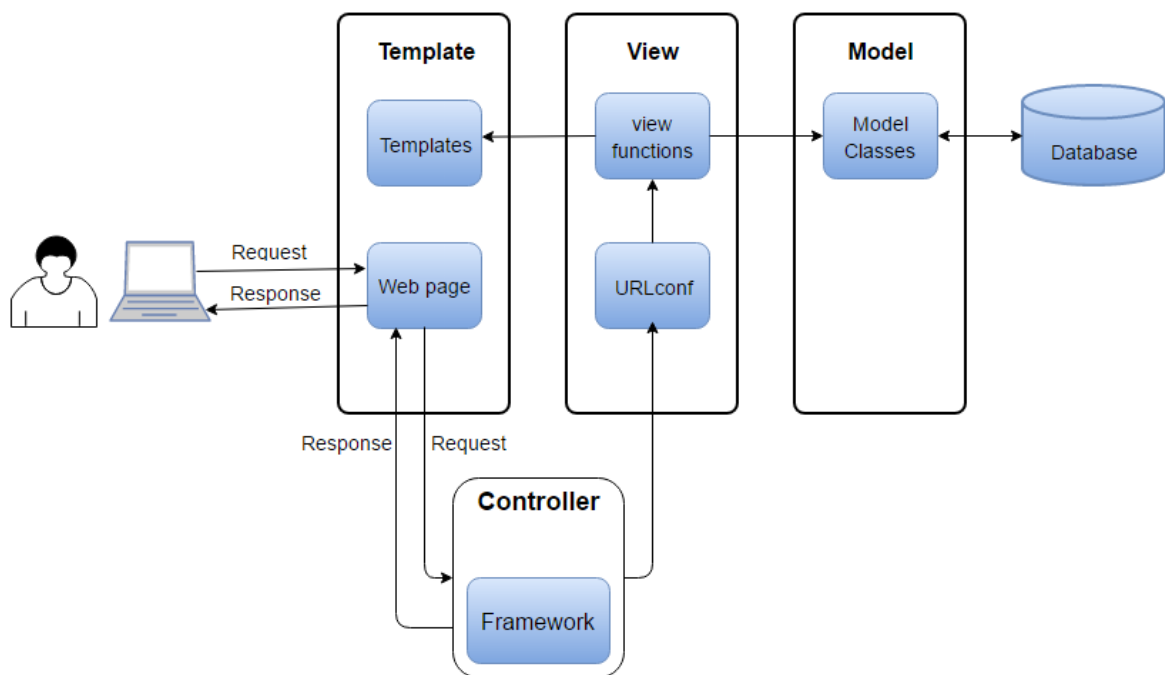 Template
View
Model
Templates
view
functions
Model
Classes
Database
Request
Response
Web page
URLconf
Response
Request
Controller
Framework